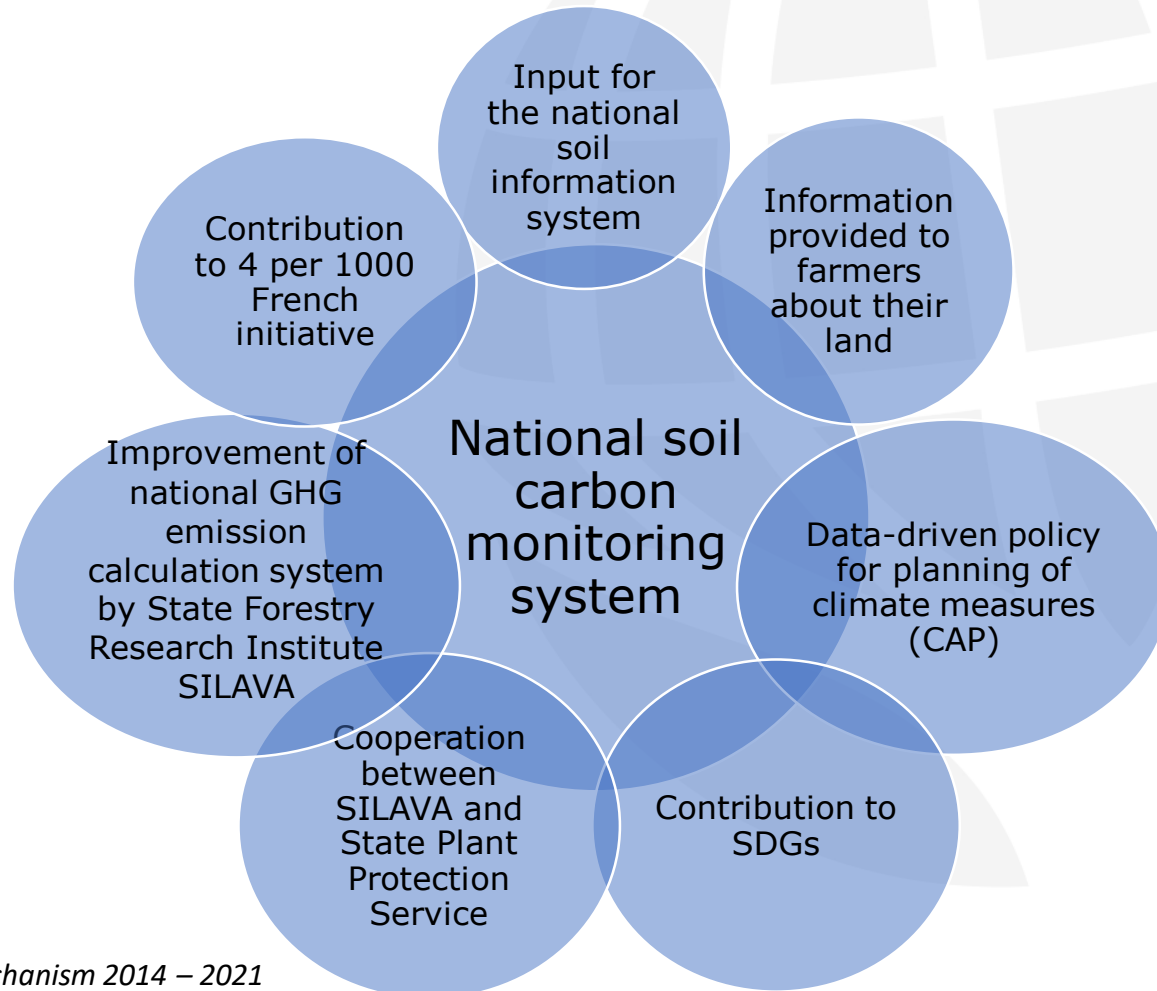 Input for
the national
soil
information
system
Information
provided to
farmers
about their
land
Data-driven policy
for planning of
climate measures
(CAP)
Contribution to
SDGs
Cooperation
between
SILAVA and
State Plant
Protection
Service
Improvement of
national GHG
emission
calculation system
by State Forestry
Research Institute
SILAVA
Contribution
to 4 per 1000
French
initiative
National soil
carbon
monitoring
system
2014 – 2021